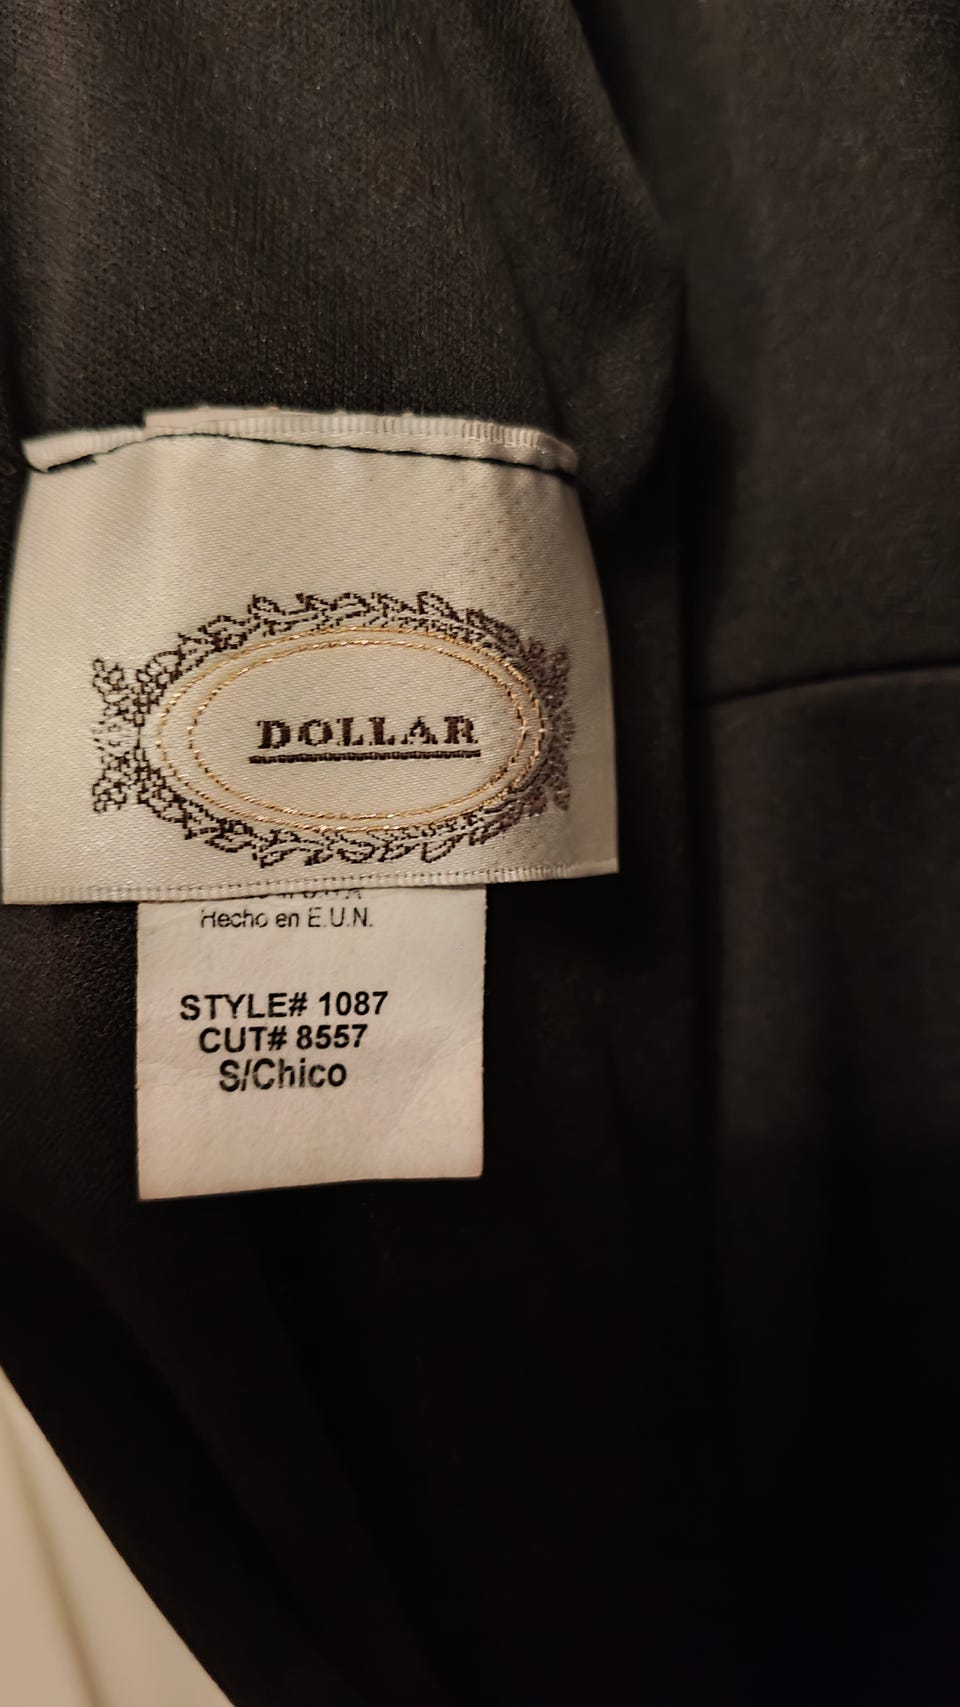 DOLLAR
Hecho en E.U.N.
STYLE# 1087
CUT# 8557
S/Chico